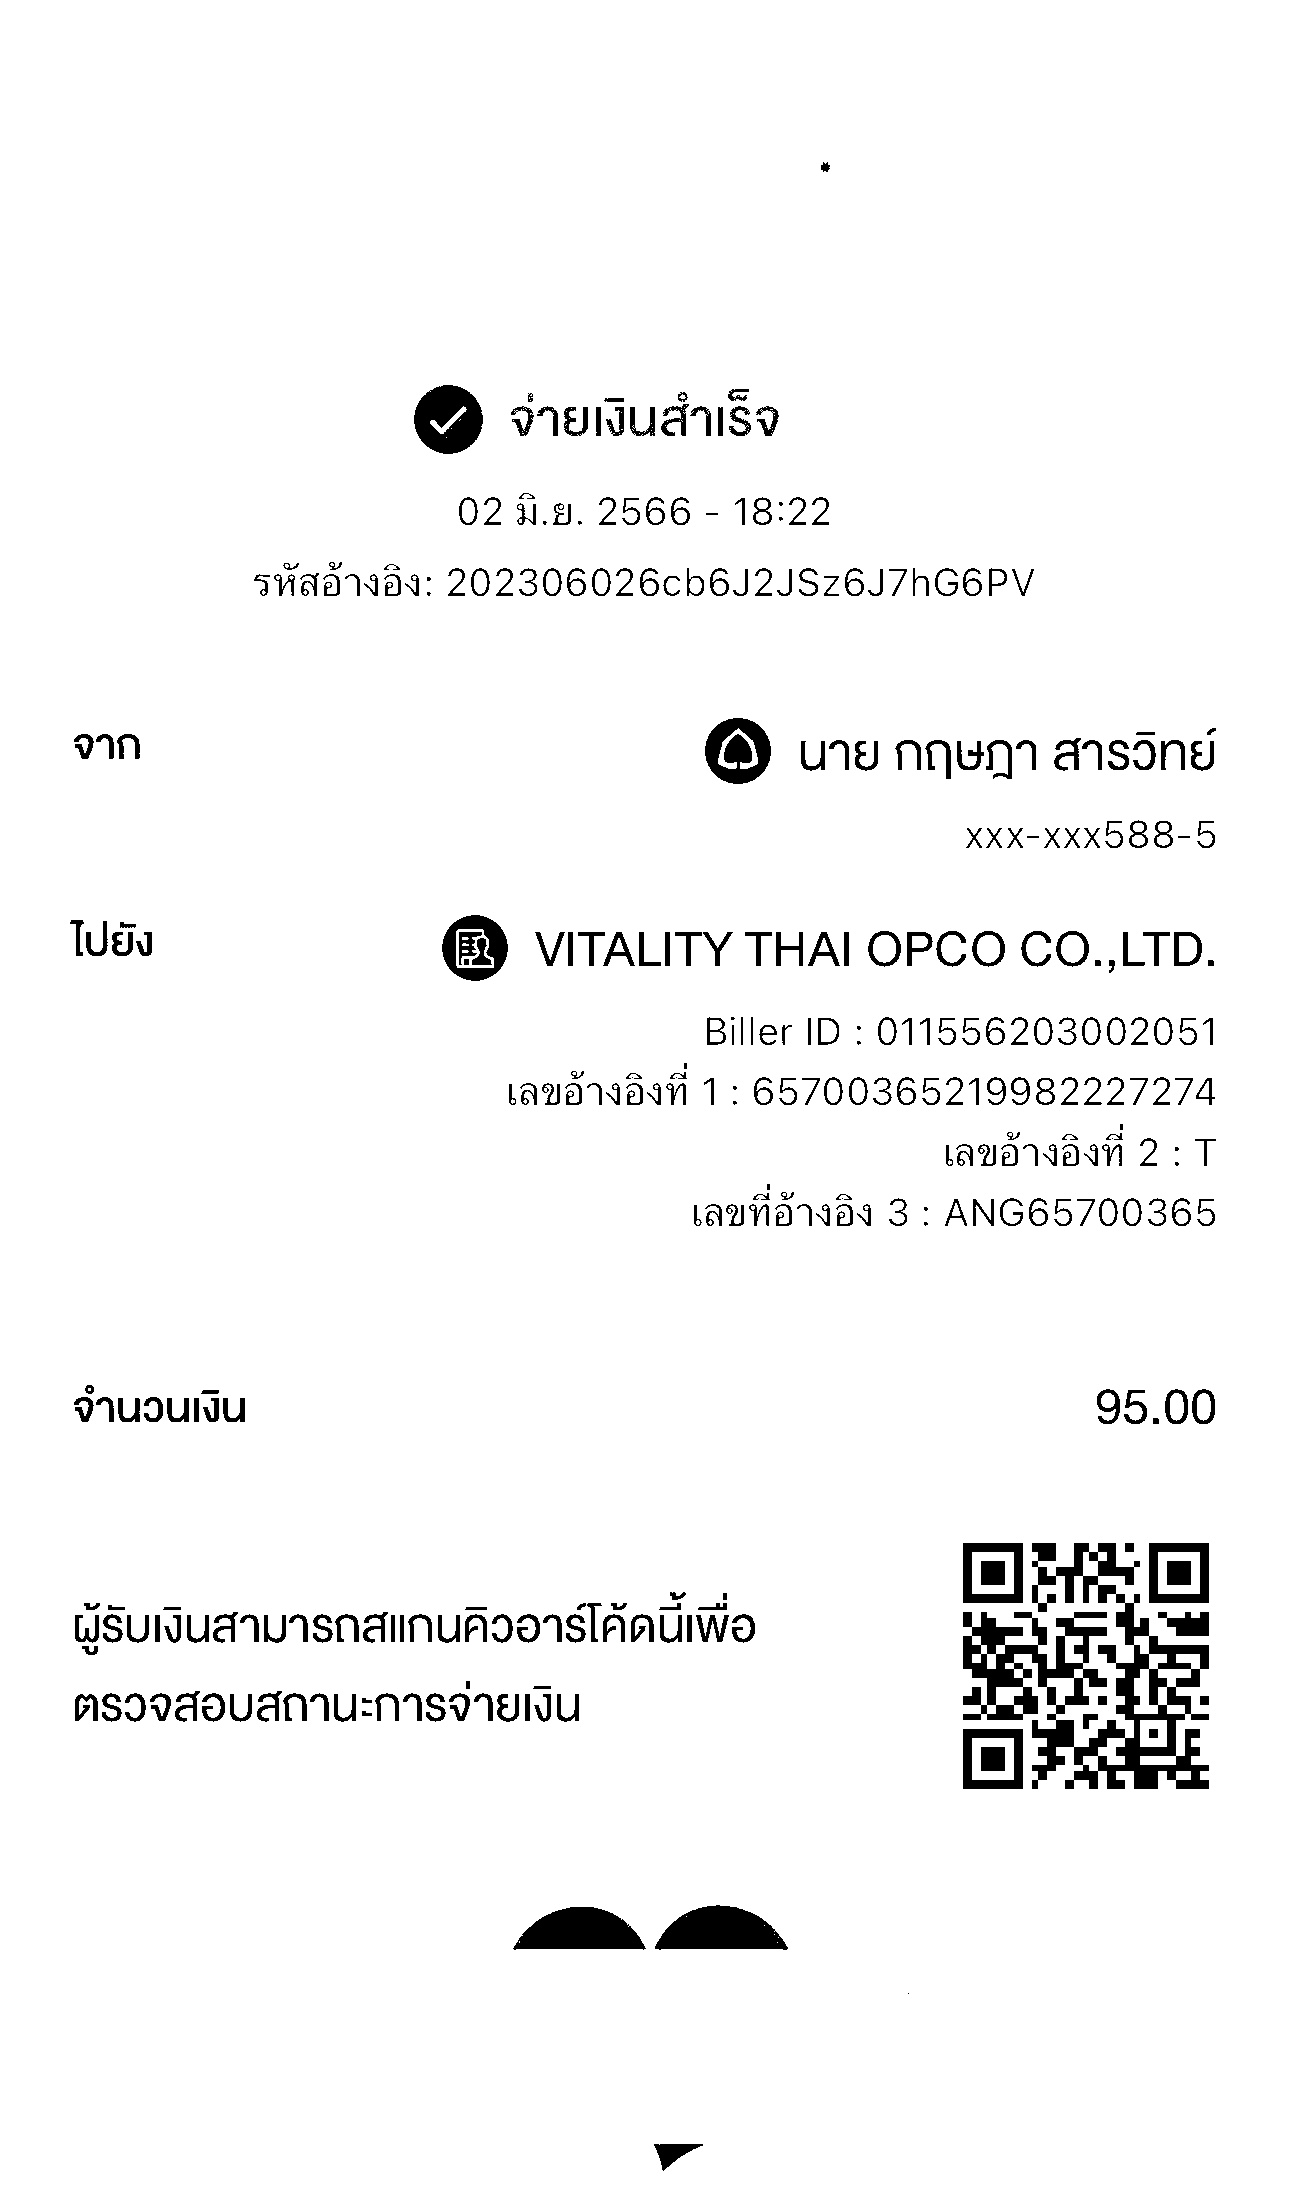 จ่ายเงินสำเร็จ
02 มิ.ย. 2566 - 18:22
รหัสอ้างอิง: 202306026cb6J2JSz6J7hG6PV
จาก
นาย กฤษฎา สารวิทย์
xxx-xxx588-5
ไปยัง
VITALITY THAI OPCO CO.,LTD.
Biller ID : 011556203002051
เลขอ้างอิงที่ 1 : 65700365219982227274
เลขอ้างอิงที่ 2 : T
เลขที่อ้างอิง 3 : ANG65700365
จำนวนเงิน
95.00
ผู้รับเงินสามารถสแกนคิวอาร์โค้ดนี้เพื่อ
ตรวจสอบสถานะการจ่ายเงิน